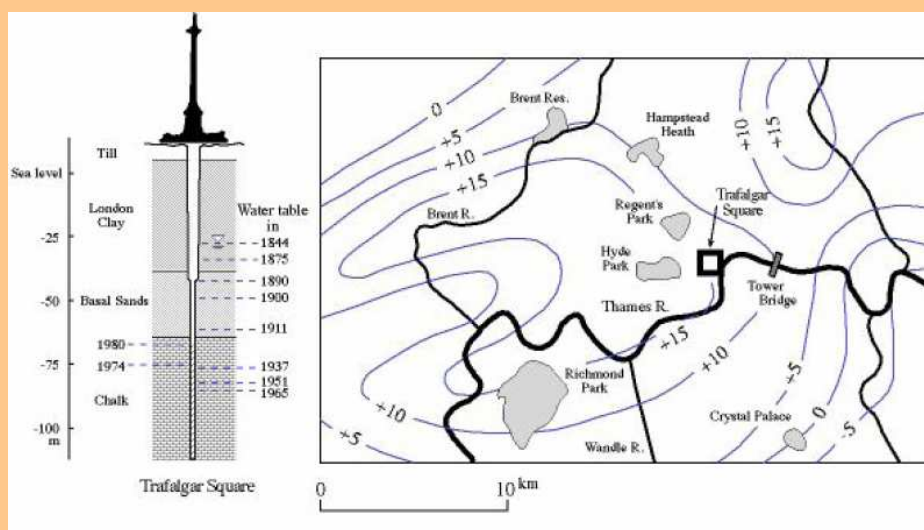 Till
Sea level
London
Clay
Water table
in
-25
1844
1875
1890
-50
Basal Sands
1900
1911
1980
1974
-75
1937
1951
1965
Chalk
-100
m
Trafalgar Square
0
+5
+10
+15
Brent Res.
Hampstead
Heath
+10
+15
Brent R.
Regent's
Park
Trafalgar
Square
Hyde
Park
Thames R.
Tower
Bridge
+15
+10
+5
0
-5
Richmond
Park
+10
+5
Crystal Palace
Wandle R.
0
10 km